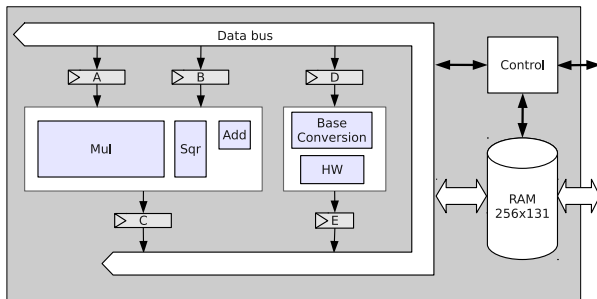 Data bus
A
B
D
Control
Mul
Sqr
Add
Base
Conversion
HW
RAM
256x131
C
E